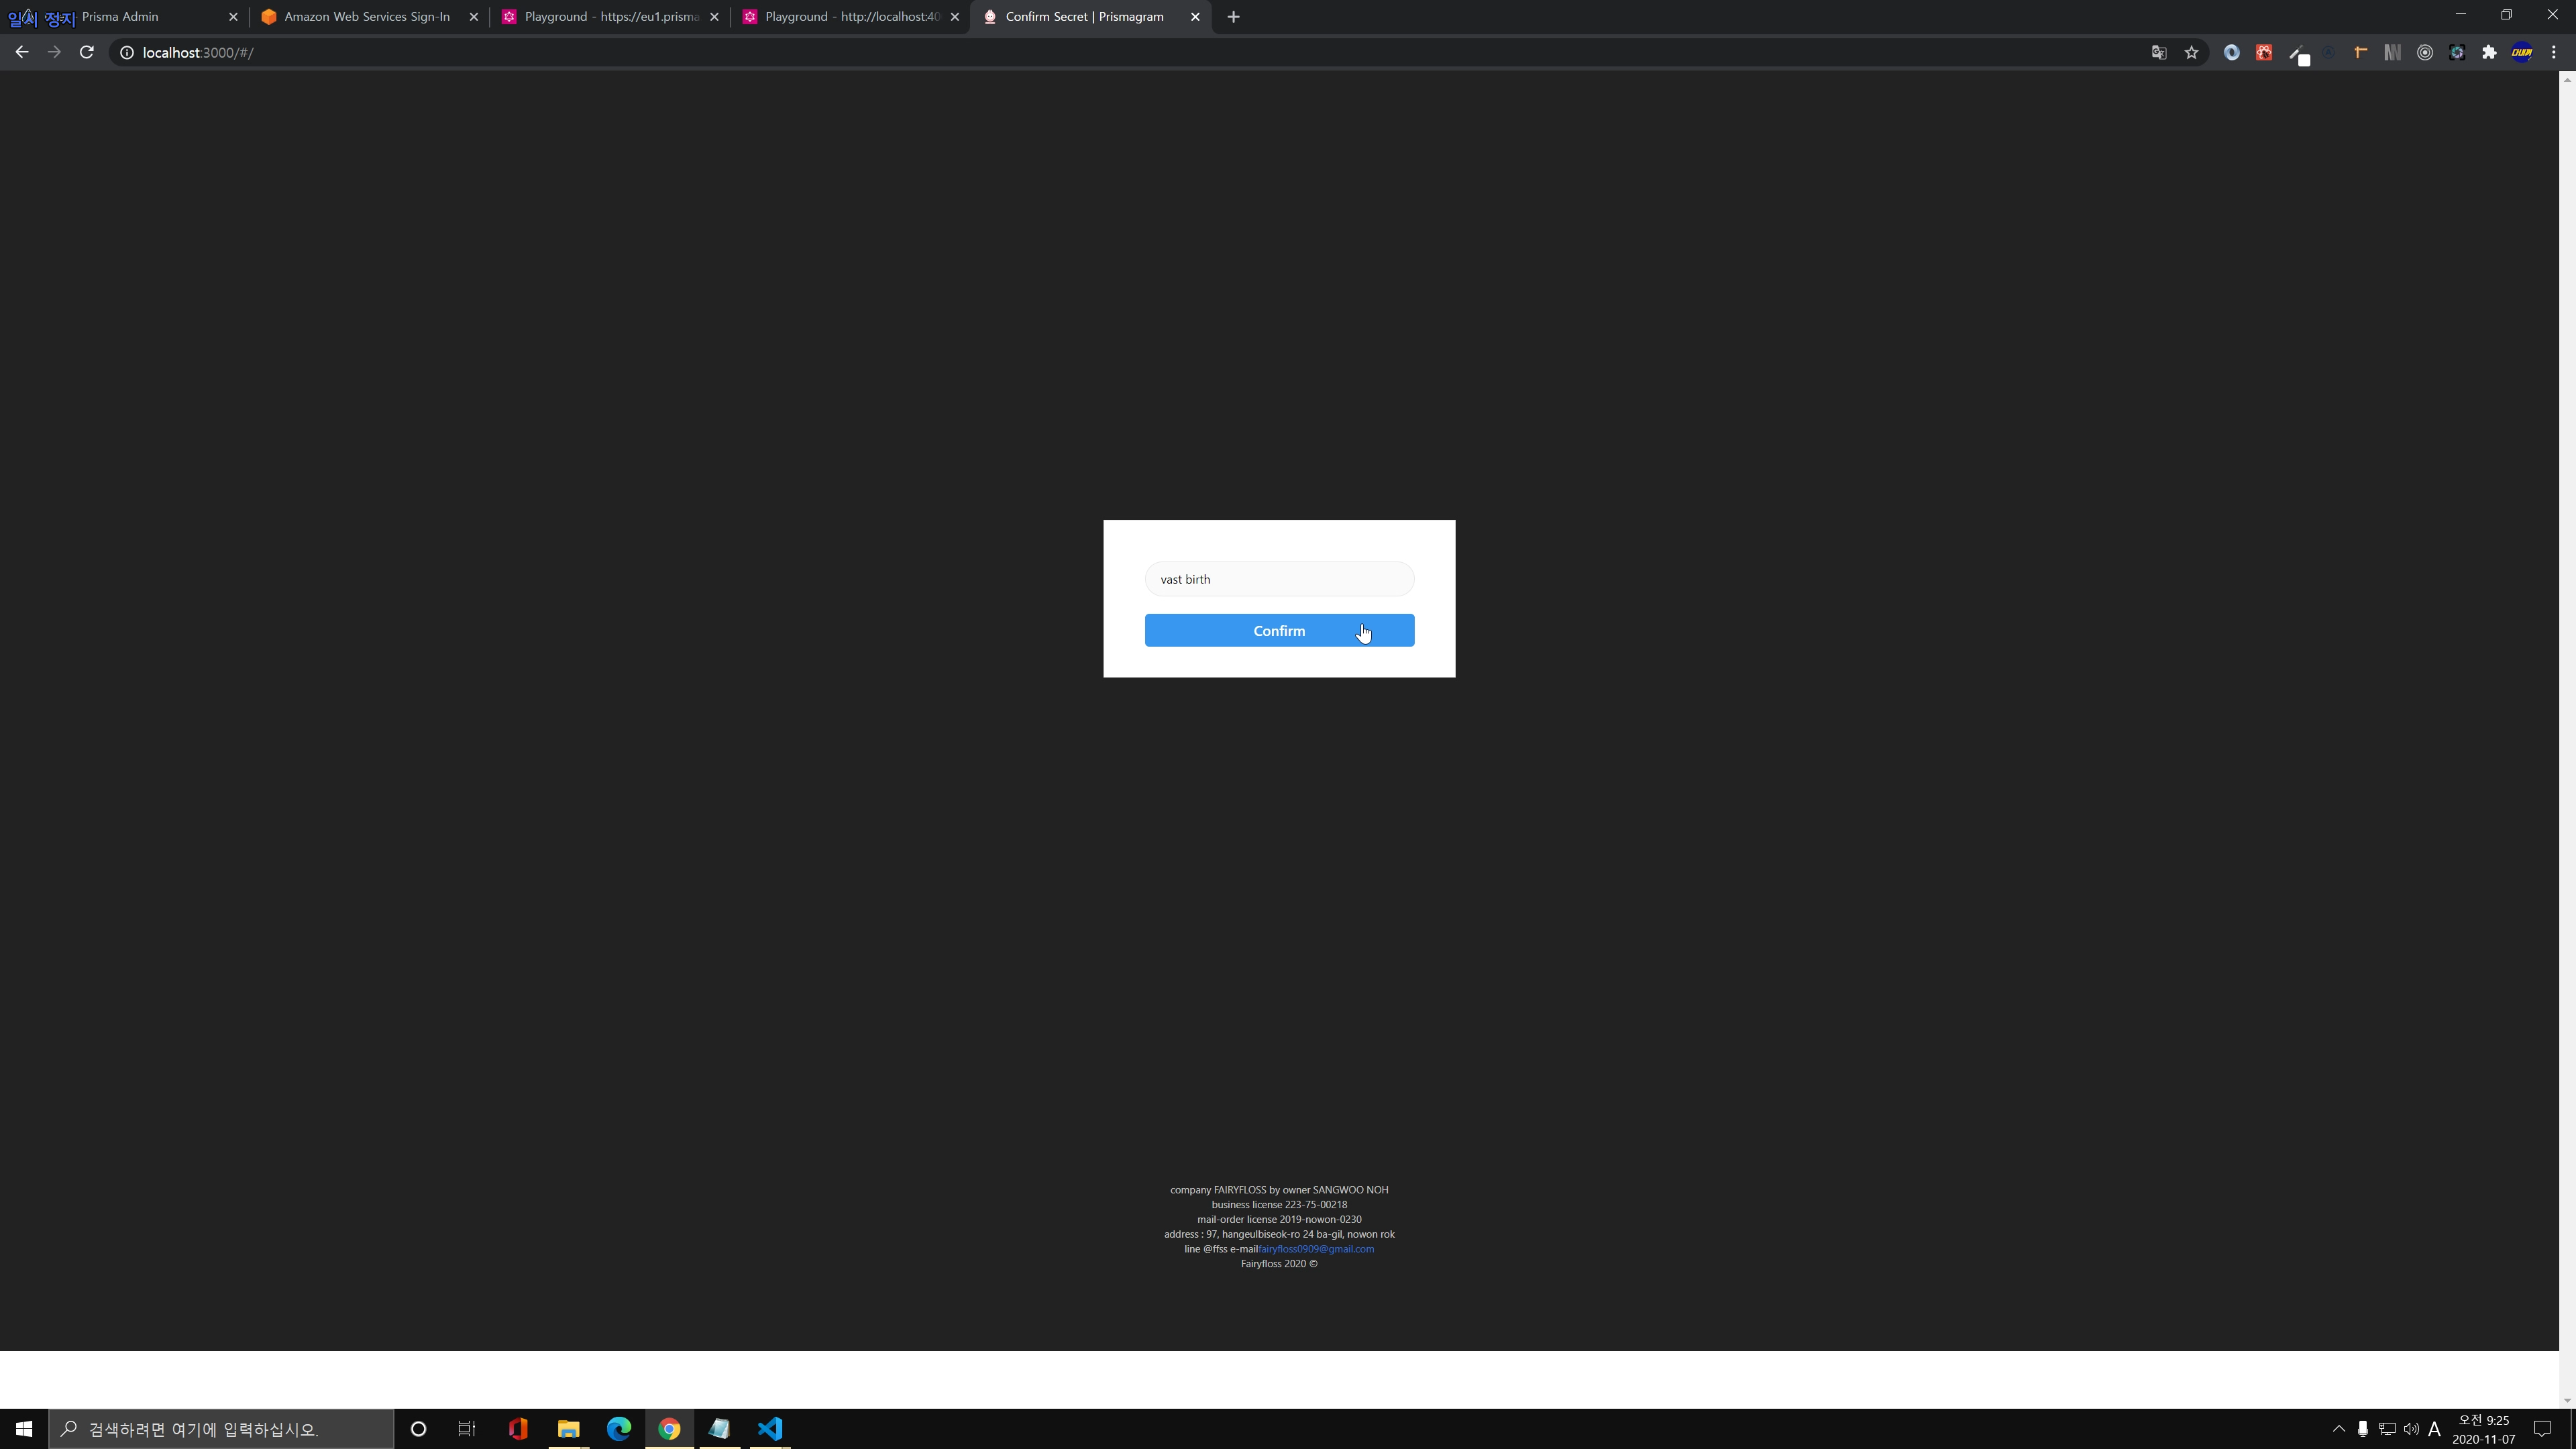 일시 정지
Prisma Admin
Amazon Web Services Sign-In
Playground - https://eu1.prisma
Playground - http://localhost:40
Confirm Secret | Prismagram
localhost:3000/#/
vast birth
Confirm
company FAIRYFLOSS by owner SANGWOO NOH
business license 223-75-00218
mail-order license 2019-nowon-0230
address : 97, hangeulbiseok-ro 24 ba-gil, nowon rok
line @ffss e-mailfairyfloss0909@gmail.com
Fairyfloss 2020 ©
검색하려면 여기에 입력하십시오.
A
오전 9:25
2020-11-07